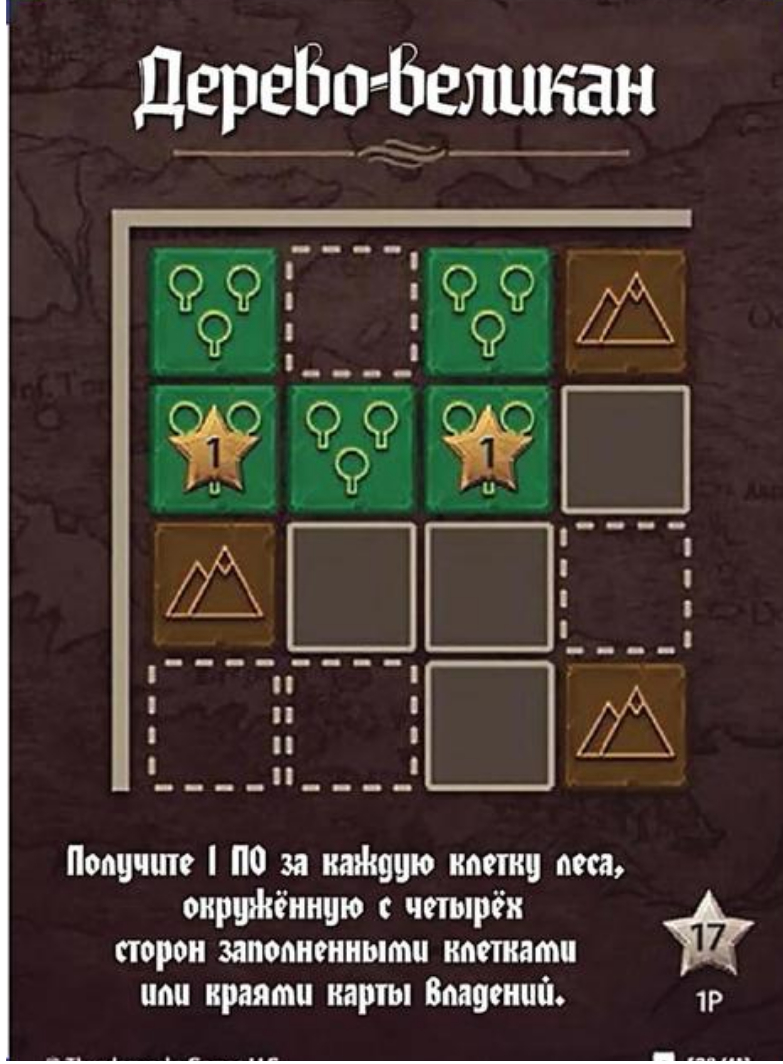 Дерево-великан
1
1
Получите 1 ПО за каждую клетку леса,
окружённую с четырёх
сторон заполненными клетками
или краями карты Владений.
17
1P